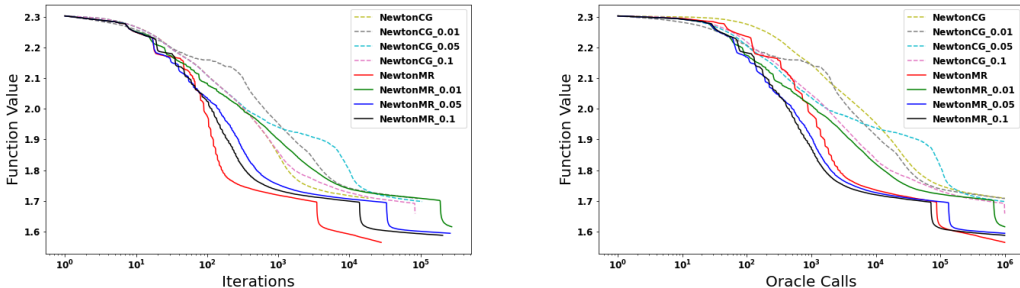 Function Value
2.3
2.2
2.1
2.0
1.9
1.8
1.7
1.6
10^0
10^1
10^2
10^3
10^4
10^5
Iterations
NewtonCG
NewtonCG_0.01
NewtonCG_0.05
NewtonCG_0.1
NewtonMR
NewtonMR_0.01
NewtonMR_0.05
NewtonMR_0.1
Function Value
2.3
2.2
2.1
2.0
1.9
1.8
1.7
1.6
10^0
10^1
10^2
10^3
10^4
10^5
10^6
Oracle Calls
NewtonCG
NewtonCG_0.01
NewtonCG_0.05
NewtonCG_0.1
NewtonMR
NewtonMR_0.01
NewtonMR_0.05
NewtonMR_0.1